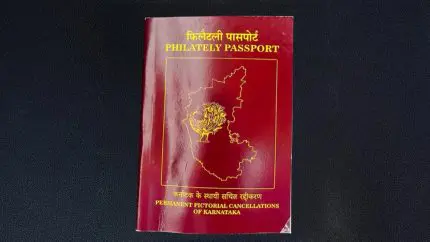 फिलैटली पासपोर्ट
PHILATELY PASSPORT
कर्नाटक के स्थायी सचित्र रद्दीकरण
PERMANENT PICTORIAL CANCELLATIONS
OF KARNATAKA